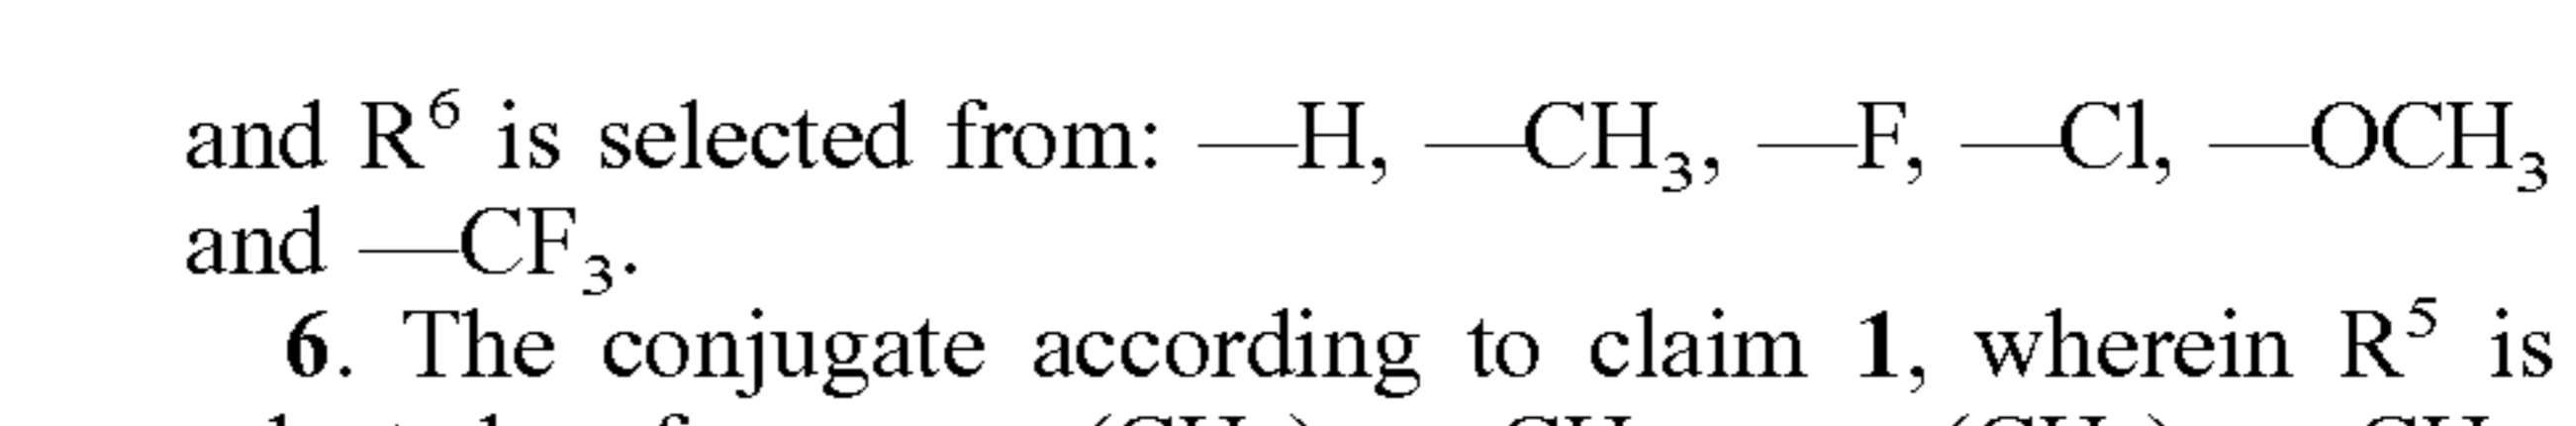 and R⁶ is selected from: —H, —CH₃, —F, —Cl, —OCH₃
and —CF₃.
6. The conjugate according to claim 1, wherein R⁵ is